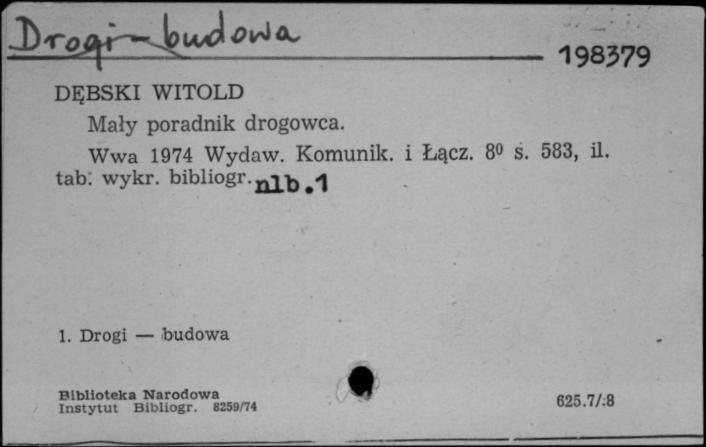 Drogi - budowa
198379
DĘBSKI WITOLD
Mały poradnik drogowca.
Wwa 1974 Wydaw. Komunik. i Łącz. 8⁰ s. 583, il.
tab. wykr. bibliogr. nlb.1
1. Drogi — budowa
Biblioteka Narodowa
Instytut Bibliogr. 8259/74
625.7/.8